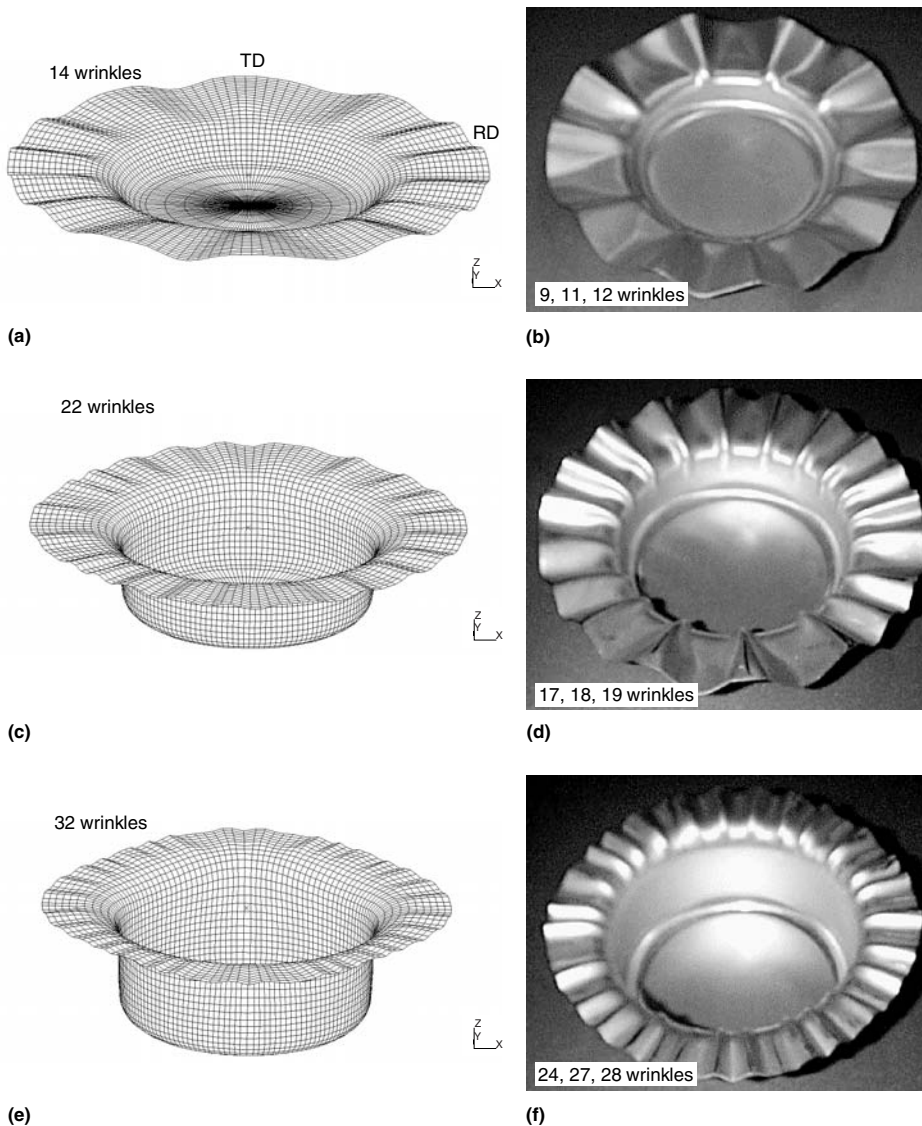 14 wrinkles
TD
RD
Z
Y
X
(a)
9, 11, 12 wrinkles
(b)
22 wrinkles
Z
Y
X
(c)
17, 18, 19 wrinkles
(d)
32 wrinkles
Z
Y
X
(e)
24, 27, 28 wrinkles
(f)